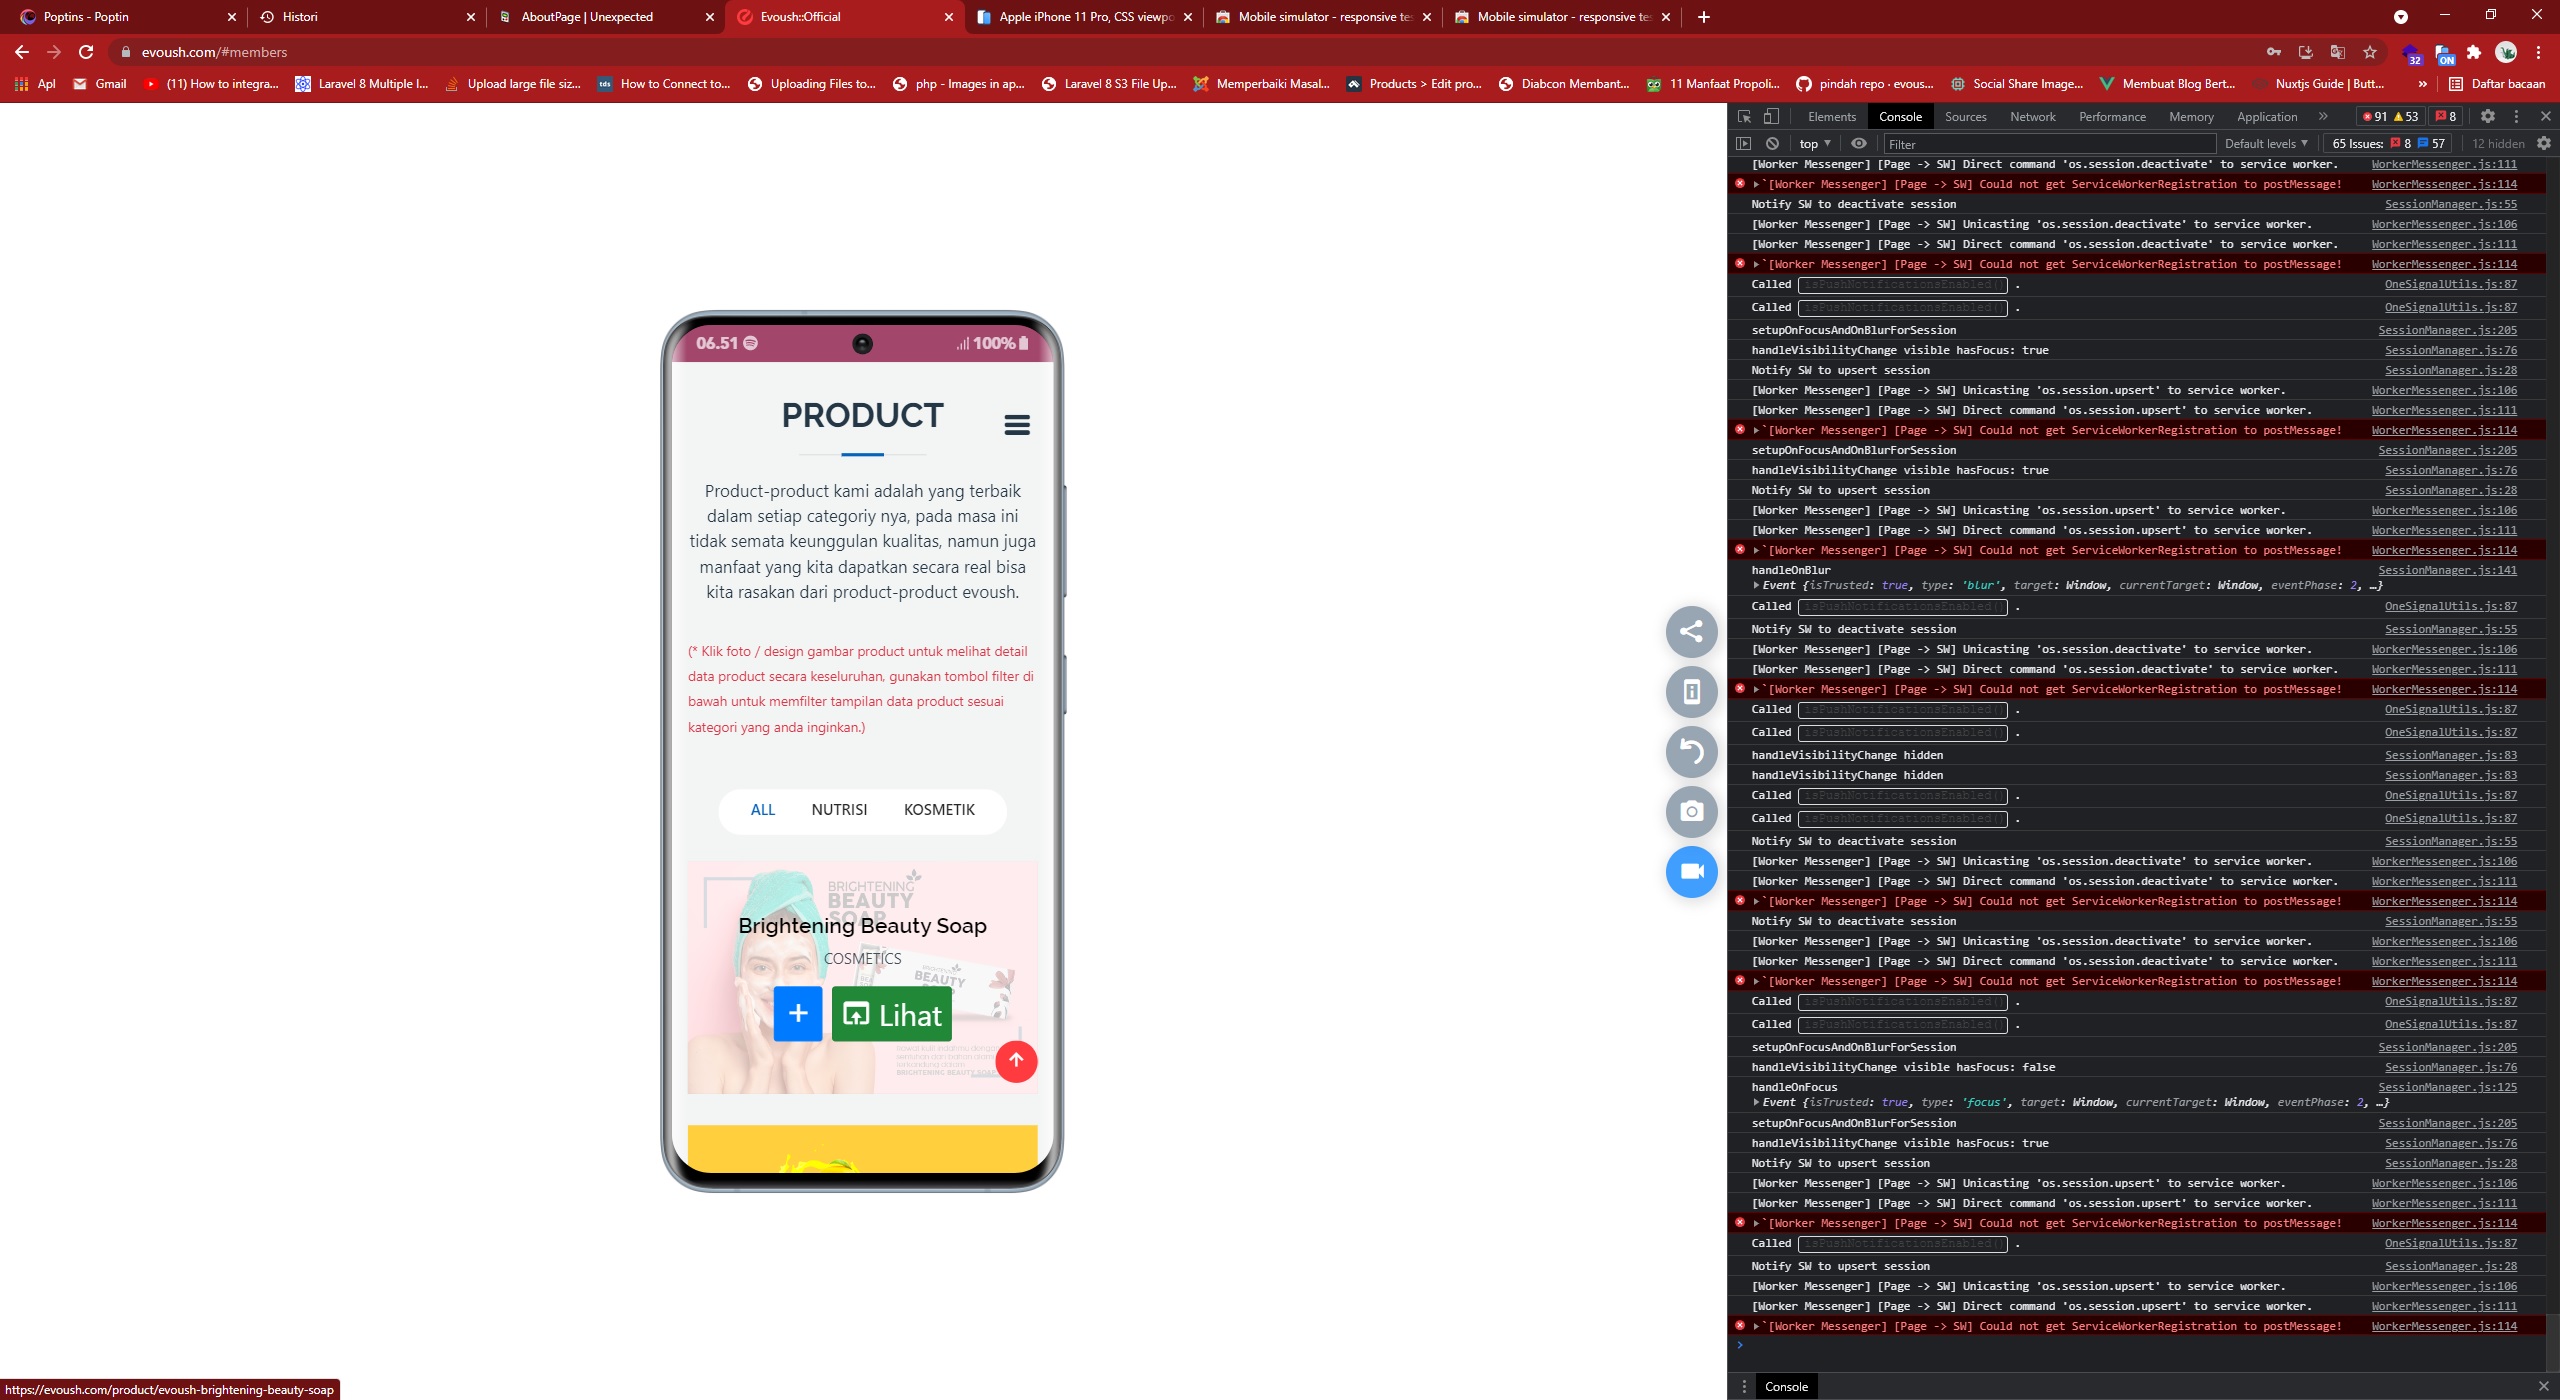 Poptins - Poptin
Histori
AboutPage | Unexpected
Evoush::Official
Apple iPhone 11 Pro, CSS viewpo
Mobile simulator - responsive tes
Mobile simulator - responsive tes
evoush.com/#members
32
ON
Apl
Gmail
(11) How to integra...
Laravel 8 Multiple I...
Upload large file siz...
tds
How to Connect to...
Uploading Files to...
php - Images in ap...
Laravel 8 S3 File Up...
Memperbaiki Masal...
Products > Edit pro...
Diabcon Membant...
11 Manfaat Propoli...
pindah repo · evous...
Social Share Image...
Membuat Blog Bert...
Nuxtjs Guide | Butt...
»
Daftar bacaan
06.51
100%
PRODUCT
Product-product kami adalah yang terbaik
dalam setiap categoriy nya, pada masa ini
tidak semata keunggulan kualitas, namun juga
manfaat yang kita dapatkan secara real bisa
kita rasakan dari product-product evoush.
(* Klik foto / design gambar product untuk melihat detail
data product secara keseluruhan, gunakan tombol filter di
bawah untuk memfilter tampilan data product sesuai
kategori yang anda inginkan.)
ALL NUTRISI KOSMETIK
BRIGHTENING
BEAUTY
SOAP
Brightening Beauty Soap
COSMETICS
BEAUTY
+
Lihat
BRIGHTENING BEAUTY SOAP
https://evoush.com/product/evoush-brightening-beauty-soap
Elements Console Sources Network Performance Memory Application » 91 53 8
top Filter Default levels 65 Issues: 8 57 12 hidden
[Worker Messenger] [Page -> SW] Direct command 'os.session.deactivate' to service worker. WorkerMessenger.js:111
`[Worker Messenger] [Page -> SW] Could not get ServiceWorkerRegistration to postMessage! WorkerMessenger.js:114
Notify SW to deactivate session SessionManager.js:55
[Worker Messenger] [Page -> SW] Unicasting 'os.session.deactivate' to service worker. WorkerMessenger.js:106
[Worker Messenger] [Page -> SW] Direct command 'os.session.deactivate' to service worker. WorkerMessenger.js:111
`[Worker Messenger] [Page -> SW] Could not get ServiceWorkerRegistration to postMessage! WorkerMessenger.js:114
Called isPushNotificationsEnabled() . OneSignalUtils.js:87
Called isPushNotificationsEnabled() . OneSignalUtils.js:87
setupOnFocusAndOnBlurForSession SessionManager.js:205
handleVisibilityChange visible hasFocus: true SessionManager.js:76
Notify SW to upsert session SessionManager.js:28
[Worker Messenger] [Page -> SW] Unicasting 'os.session.upsert' to service worker. WorkerMessenger.js:106
[Worker Messenger] [Page -> SW] Direct command 'os.session.upsert' to service worker. WorkerMessenger.js:111
`[Worker Messenger] [Page -> SW] Could not get ServiceWorkerRegistration to postMessage! WorkerMessenger.js:114
setupOnFocusAndOnBlurForSession SessionManager.js:205
handleVisibilityChange visible hasFocus: true SessionManager.js:76
Notify SW to upsert session SessionManager.js:28
[Worker Messenger] [Page -> SW] Unicasting 'os.session.upsert' to service worker. WorkerMessenger.js:106
[Worker Messenger] [Page -> SW] Direct command 'os.session.upsert' to service worker. WorkerMessenger.js:111
`[Worker Messenger] [Page -> SW] Could not get ServiceWorkerRegistration to postMessage! WorkerMessenger.js:114
handleOnBlur SessionManager.js:141
Event {isTrusted: true, type: 'blur', target: Window, currentTarget: Window, eventPhase: 2, …}
Called isPushNotificationsEnabled() . OneSignalUtils.js:87
Notify SW to deactivate session SessionManager.js:55
[Worker Messenger] [Page -> SW] Unicasting 'os.session.deactivate' to service worker. WorkerMessenger.js:106
[Worker Messenger] [Page -> SW] Direct command 'os.session.deactivate' to service worker. WorkerMessenger.js:111
`[Worker Messenger] [Page -> SW] Could not get ServiceWorkerRegistration to postMessage! WorkerMessenger.js:114
Called isPushNotificationsEnabled() . OneSignalUtils.js:87
Called isPushNotificationsEnabled() . OneSignalUtils.js:87
handleVisibilityChange hidden SessionManager.js:83
handleVisibilityChange hidden SessionManager.js:83
Called isPushNotificationsEnabled() . OneSignalUtils.js:87
Called isPushNotificationsEnabled() . OneSignalUtils.js:87
Notify SW to deactivate session SessionManager.js:55
[Worker Messenger] [Page -> SW] Unicasting 'os.session.deactivate' to service worker. WorkerMessenger.js:106
[Worker Messenger] [Page -> SW] Direct command 'os.session.deactivate' to service worker. WorkerMessenger.js:111
`[Worker Messenger] [Page -> SW] Could not get ServiceWorkerRegistration to postMessage! WorkerMessenger.js:114
Notify SW to deactivate session SessionManager.js:55
[Worker Messenger] [Page -> SW] Unicasting 'os.session.deactivate' to service worker. WorkerMessenger.js:106
[Worker Messenger] [Page -> SW] Direct command 'os.session.deactivate' to service worker. WorkerMessenger.js:111
`[Worker Messenger] [Page -> SW] Could not get ServiceWorkerRegistration to postMessage! WorkerMessenger.js:114
Called isPushNotificationsEnabled() . OneSignalUtils.js:87
Called isPushNotificationsEnabled() . OneSignalUtils.js:87
setupOnFocusAndOnBlurForSession SessionManager.js:205
handleVisibilityChange visible hasFocus: false SessionManager.js:76
handleOnFocus SessionManager.js:125
Event {isTrusted: true, type: 'focus', target: Window, currentTarget: Window, eventPhase: 2, …}
setupOnFocusAndOnBlurForSession SessionManager.js:205
handleVisibilityChange visible hasFocus: true SessionManager.js:76
Notify SW to upsert session SessionManager.js:28
[Worker Messenger] [Page -> SW] Unicasting 'os.session.upsert' to service worker. WorkerMessenger.js:106
[Worker Messenger] [Page -> SW] Direct command 'os.session.upsert' to service worker. WorkerMessenger.js:111
`[Worker Messenger] [Page -> SW] Could not get ServiceWorkerRegistration to postMessage! WorkerMessenger.js:114
Called isPushNotificationsEnabled() . OneSignalUtils.js:87
Notify SW to upsert session SessionManager.js:28
[Worker Messenger] [Page -> SW] Unicasting 'os.session.upsert' to service worker. WorkerMessenger.js:106
[Worker Messenger] [Page -> SW] Direct command 'os.session.upsert' to service worker. WorkerMessenger.js:111
`[Worker Messenger] [Page -> SW] Could not get ServiceWorkerRegistration to postMessage! WorkerMessenger.js:114
Console